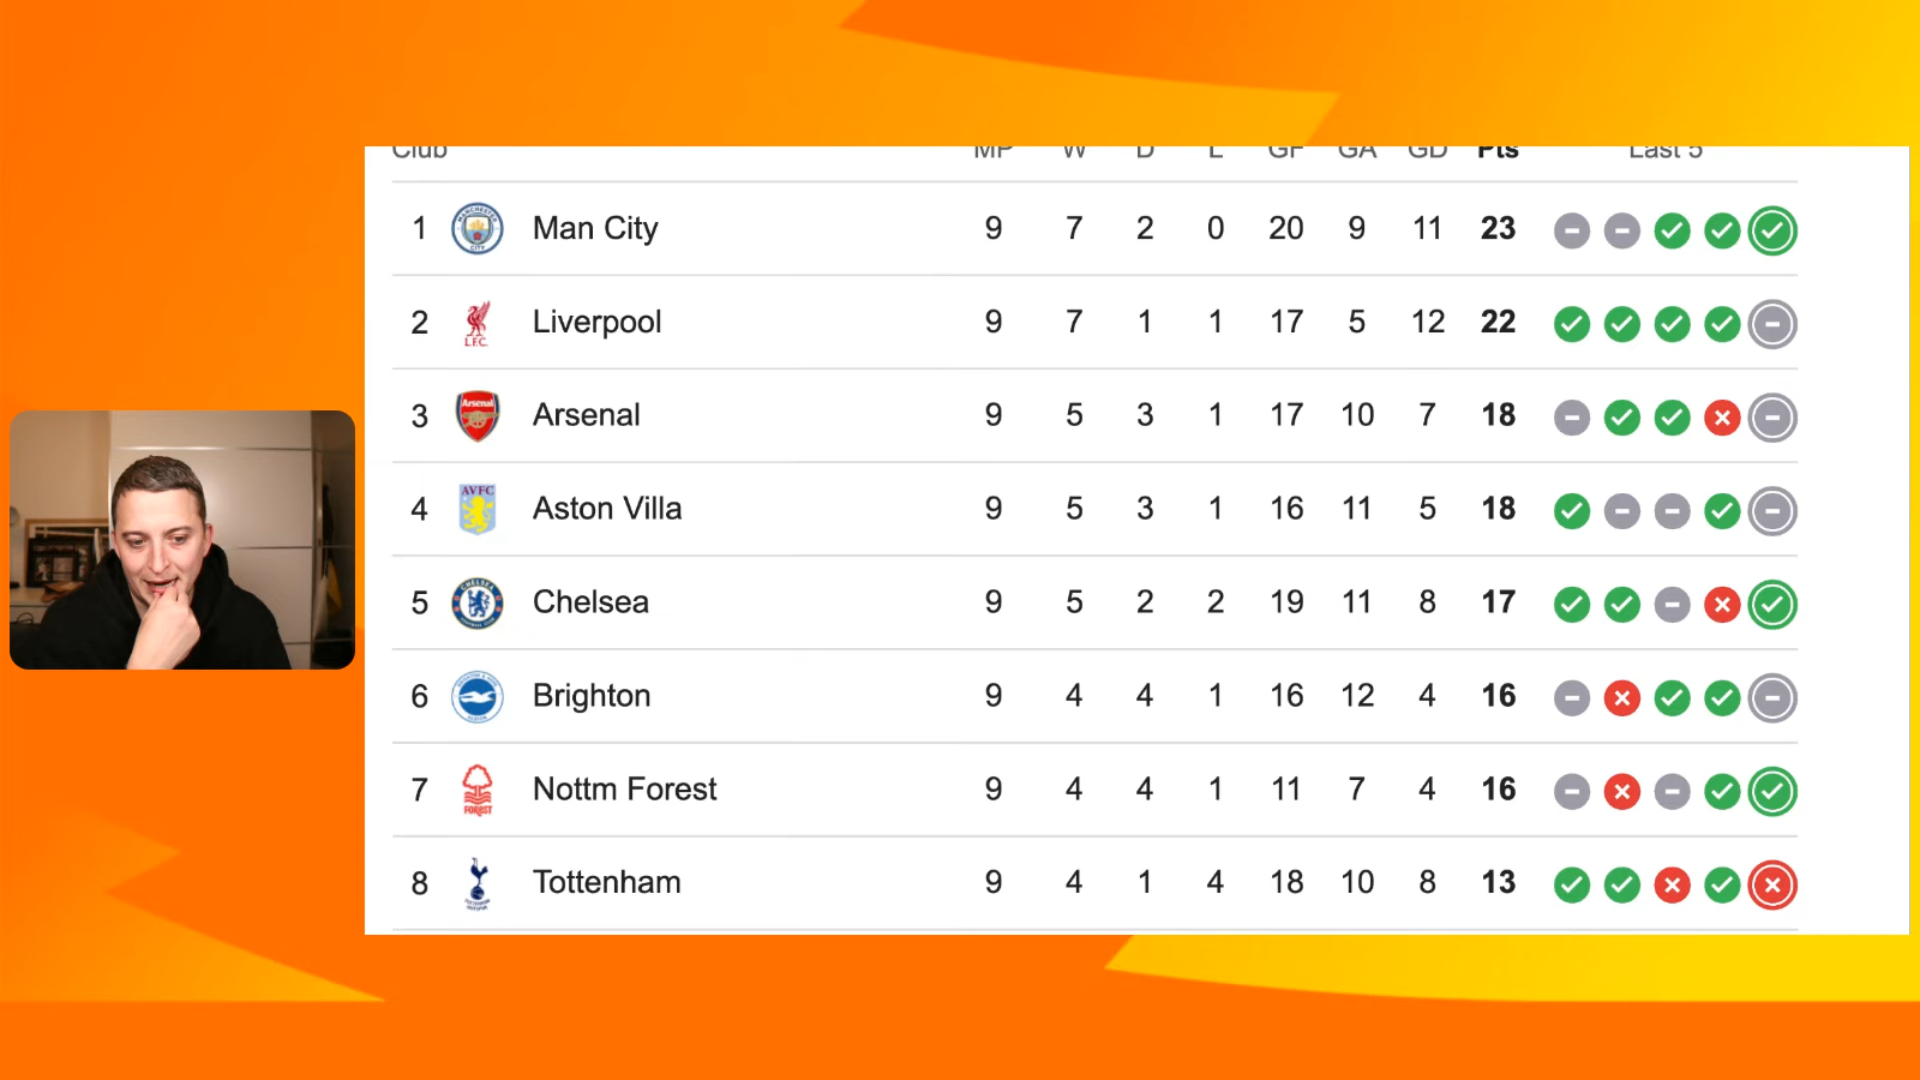 Club MP W D L GF GA GD Pts Last 5
1 Man City 9 7 2 0 20 9 11 23
2 L.F.C. Liverpool 9 7 1 1 17 5 12 22
3 Arsenal Arsenal 9 5 3 1 17 10 7 18
4 AVFC Aston Villa 9 5 3 1 16 11 5 18
5 Chelsea 9 5 2 2 19 11 8 17
6 Brighton 9 4 4 1 16 12 4 16
7 FOREST Nottm Forest 9 4 4 1 11 7 4 16
8 Tottenham 9 4 1 4 18 10 8 13